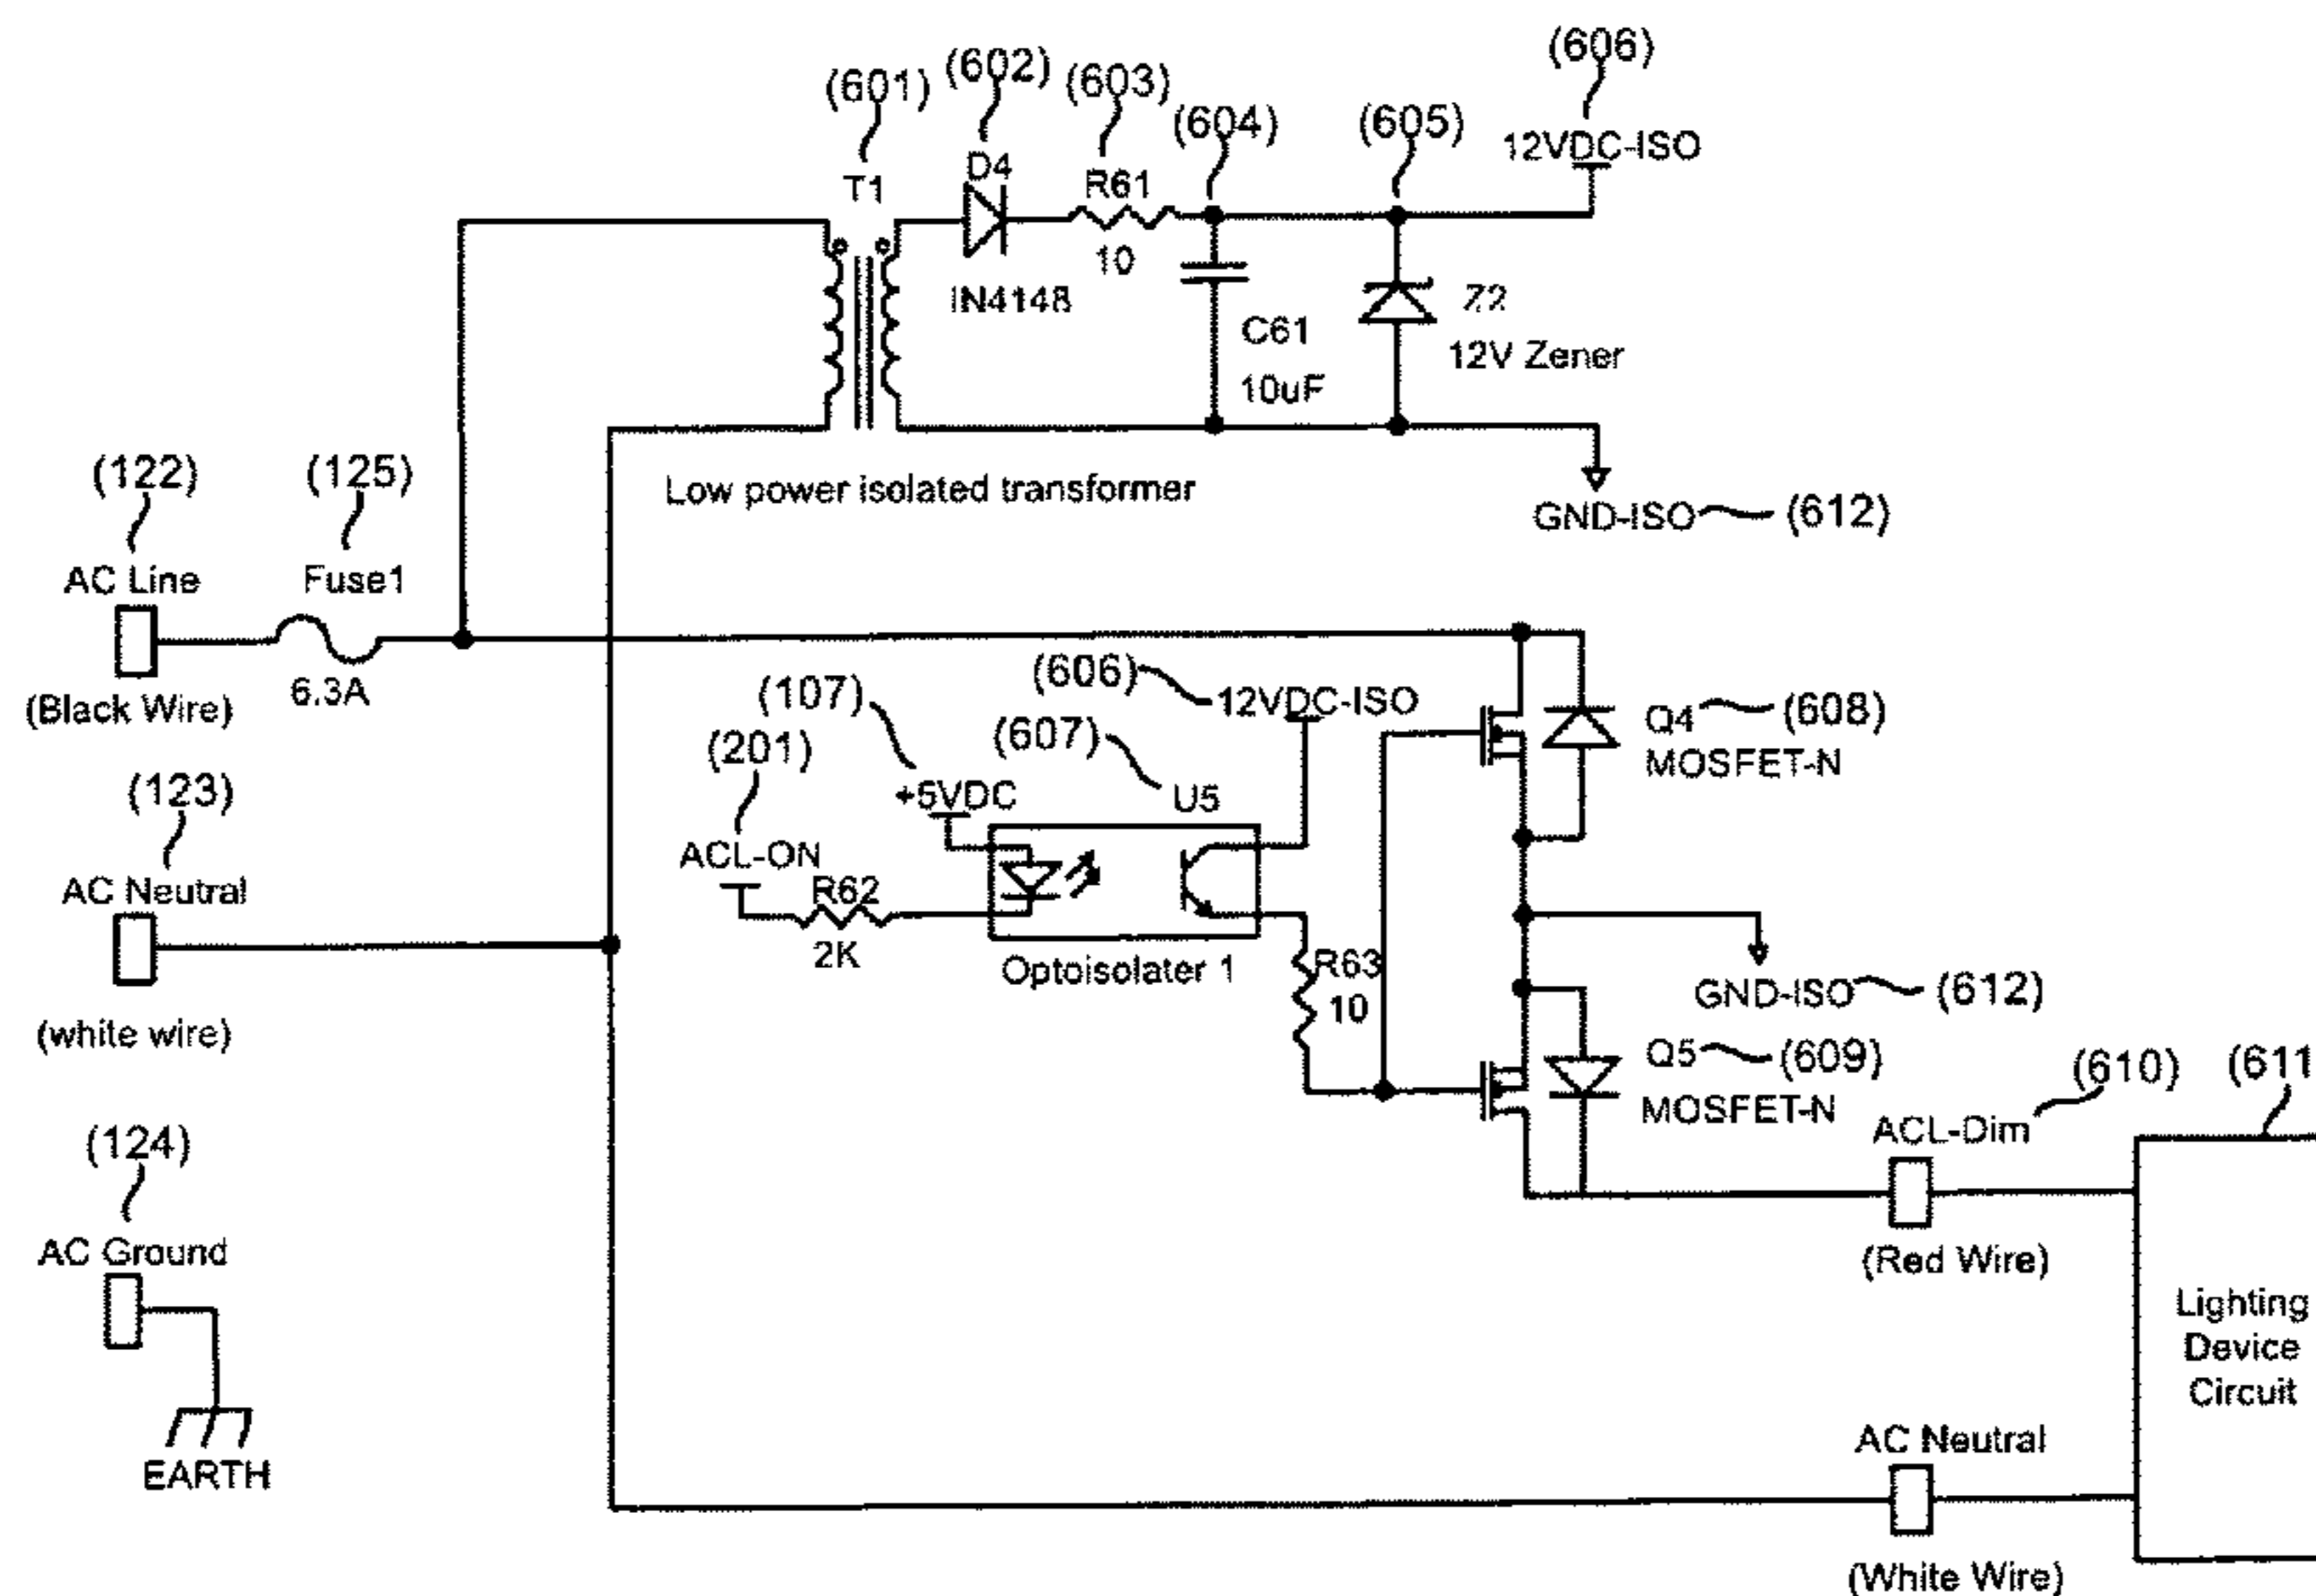 (606)
(601) (602) (603) (604) (605)
12VDC-ISO
T1
D4
R61
10
IN4148
C61
10uF
Z2
12V Zener
Low power isolated transformer
GND-ISO (612)
(122) (125)
AC Line
Fuse1
6.3A
(Black Wire)
(606)
12VDC-ISO
(107)
(607)
(201)
+5VDC
U5
ACL-ON
R62
2K
Optoisolater 1
R63
10
Q4 (608)
MOSFET-N
(123)
AC Neutral
(white wire)
GND-ISO (612)
Q5 (609)
MOSFET-N
(610) (611
ACL-Dim
(Red Wire)
(124)
AC Ground
EARTH
Lighting
Device
Circuit
AC Neutral
(White Wire)